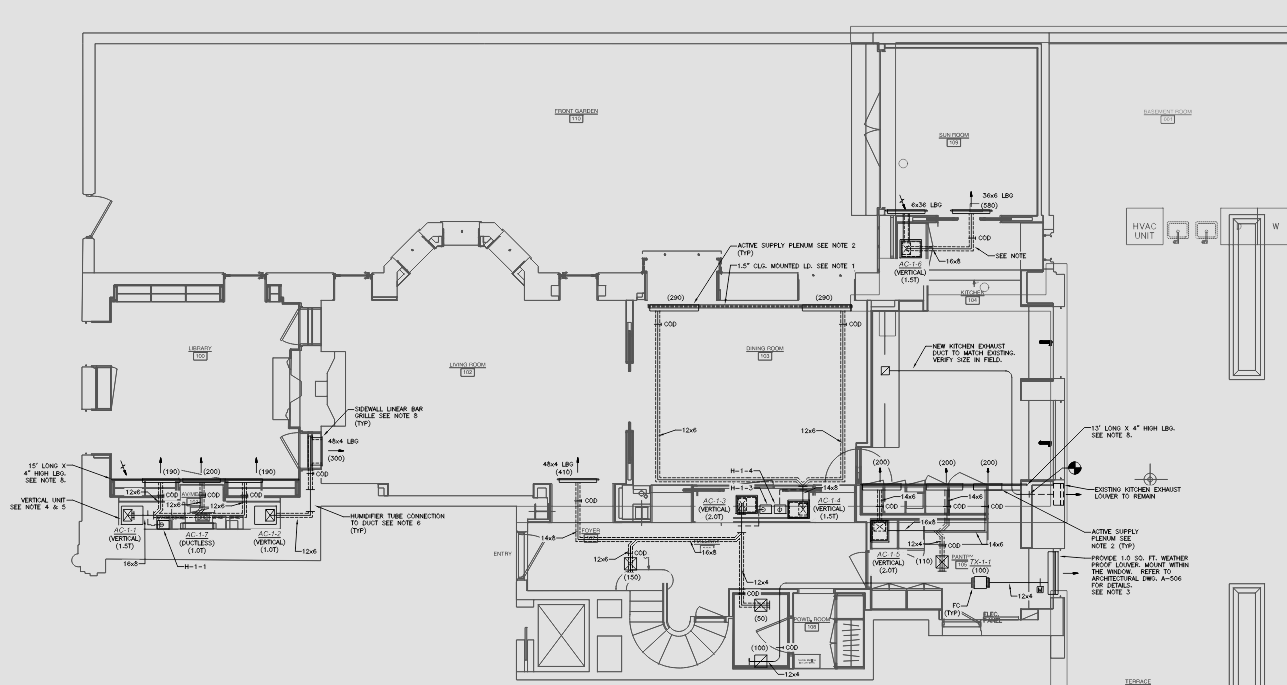 FRONT GARDEN
110
BASEMENT ROOM
001
SUN ROOM
109
36x6 LBG
(580)
6x36 LBG
COD
SEE NOTE
16x8
AC-1-6
(VERTICAL)
(1.5T)
HVAC
UNIT
D
W
KITCHEN
104
ACTIVE SUPPLY PLENUM SEE NOTE 2
(TYP)
1.5" CLG. MOUNTED LD. SEE NOTE 1
(290)
(290)
COD
COD
LIBRARY
100
LIVING ROOM
102
DINING ROOM
103
NEW KITCHEN EXHAUST
DUCT TO MATCH EXISTING.
VERIFY SIZE IN FIELD.
SIDEWALL LINEAR BAR
GRILLE SEE NOTE 8
(TYP)
48x4 LBG
(300)
COD
12x6
12x6
13' LONG X 4" HIGH LBG.
SEE NOTE 8.
15' LONG X
4" HIGH LBG.
SEE NOTE 8.
(190)
(200)
(190)
48x4 LBG
(410)
COD
H-1-4
H-1-3
14x8
(200)
(200)
(200)
12x6
COD
COD
COD
12x6
12x6
VERTICAL UNIT
SEE NOTE 4 & 5
AC-1-1
(VERTICAL)
(1.5T)
AC-1-7
(DUCTLESS)
(1.0T)
AC-1-2
(VERTICAL)
(1.0T)
12x6
16x8
H-1-1
HUMIDIFIER TUBE CONNECTION
TO DUCT SEE NOTE 6
(TYP)
AC-1-3
(VERTICAL)
(2.0T)
AC-1-4
(VERTICAL)
(1.5T)
14x6
14x6
COD
COD
EXISTING KITCHEN EXHAUST
LOUVER TO REMAIN
16x8
14x6
12x4
COD
ACTIVE SUPPLY
PLENUM SEE
NOTE 2 (TYP)
FOYER
14x8
ENTRY
12x6
COD
(150)
16x8
AC-1-5
(VERTICAL)
(2.0T)
(110)
PANTRY
105
TX-1-1
(100)
PROVIDE 1.0 SQ. FT. WEATHER
PROOF LOUVER. MOUNT WITHIN
THE WINDOW. REFER TO
ARCHITECTURAL DWG. A-506
FOR DETAILS.
SEE NOTE 3
12x4
COD
(50)
FC
(TYP)
12x4
ELEC.
PANEL
POWD. ROOM
106
(100)
COD
12x4
TERRACE